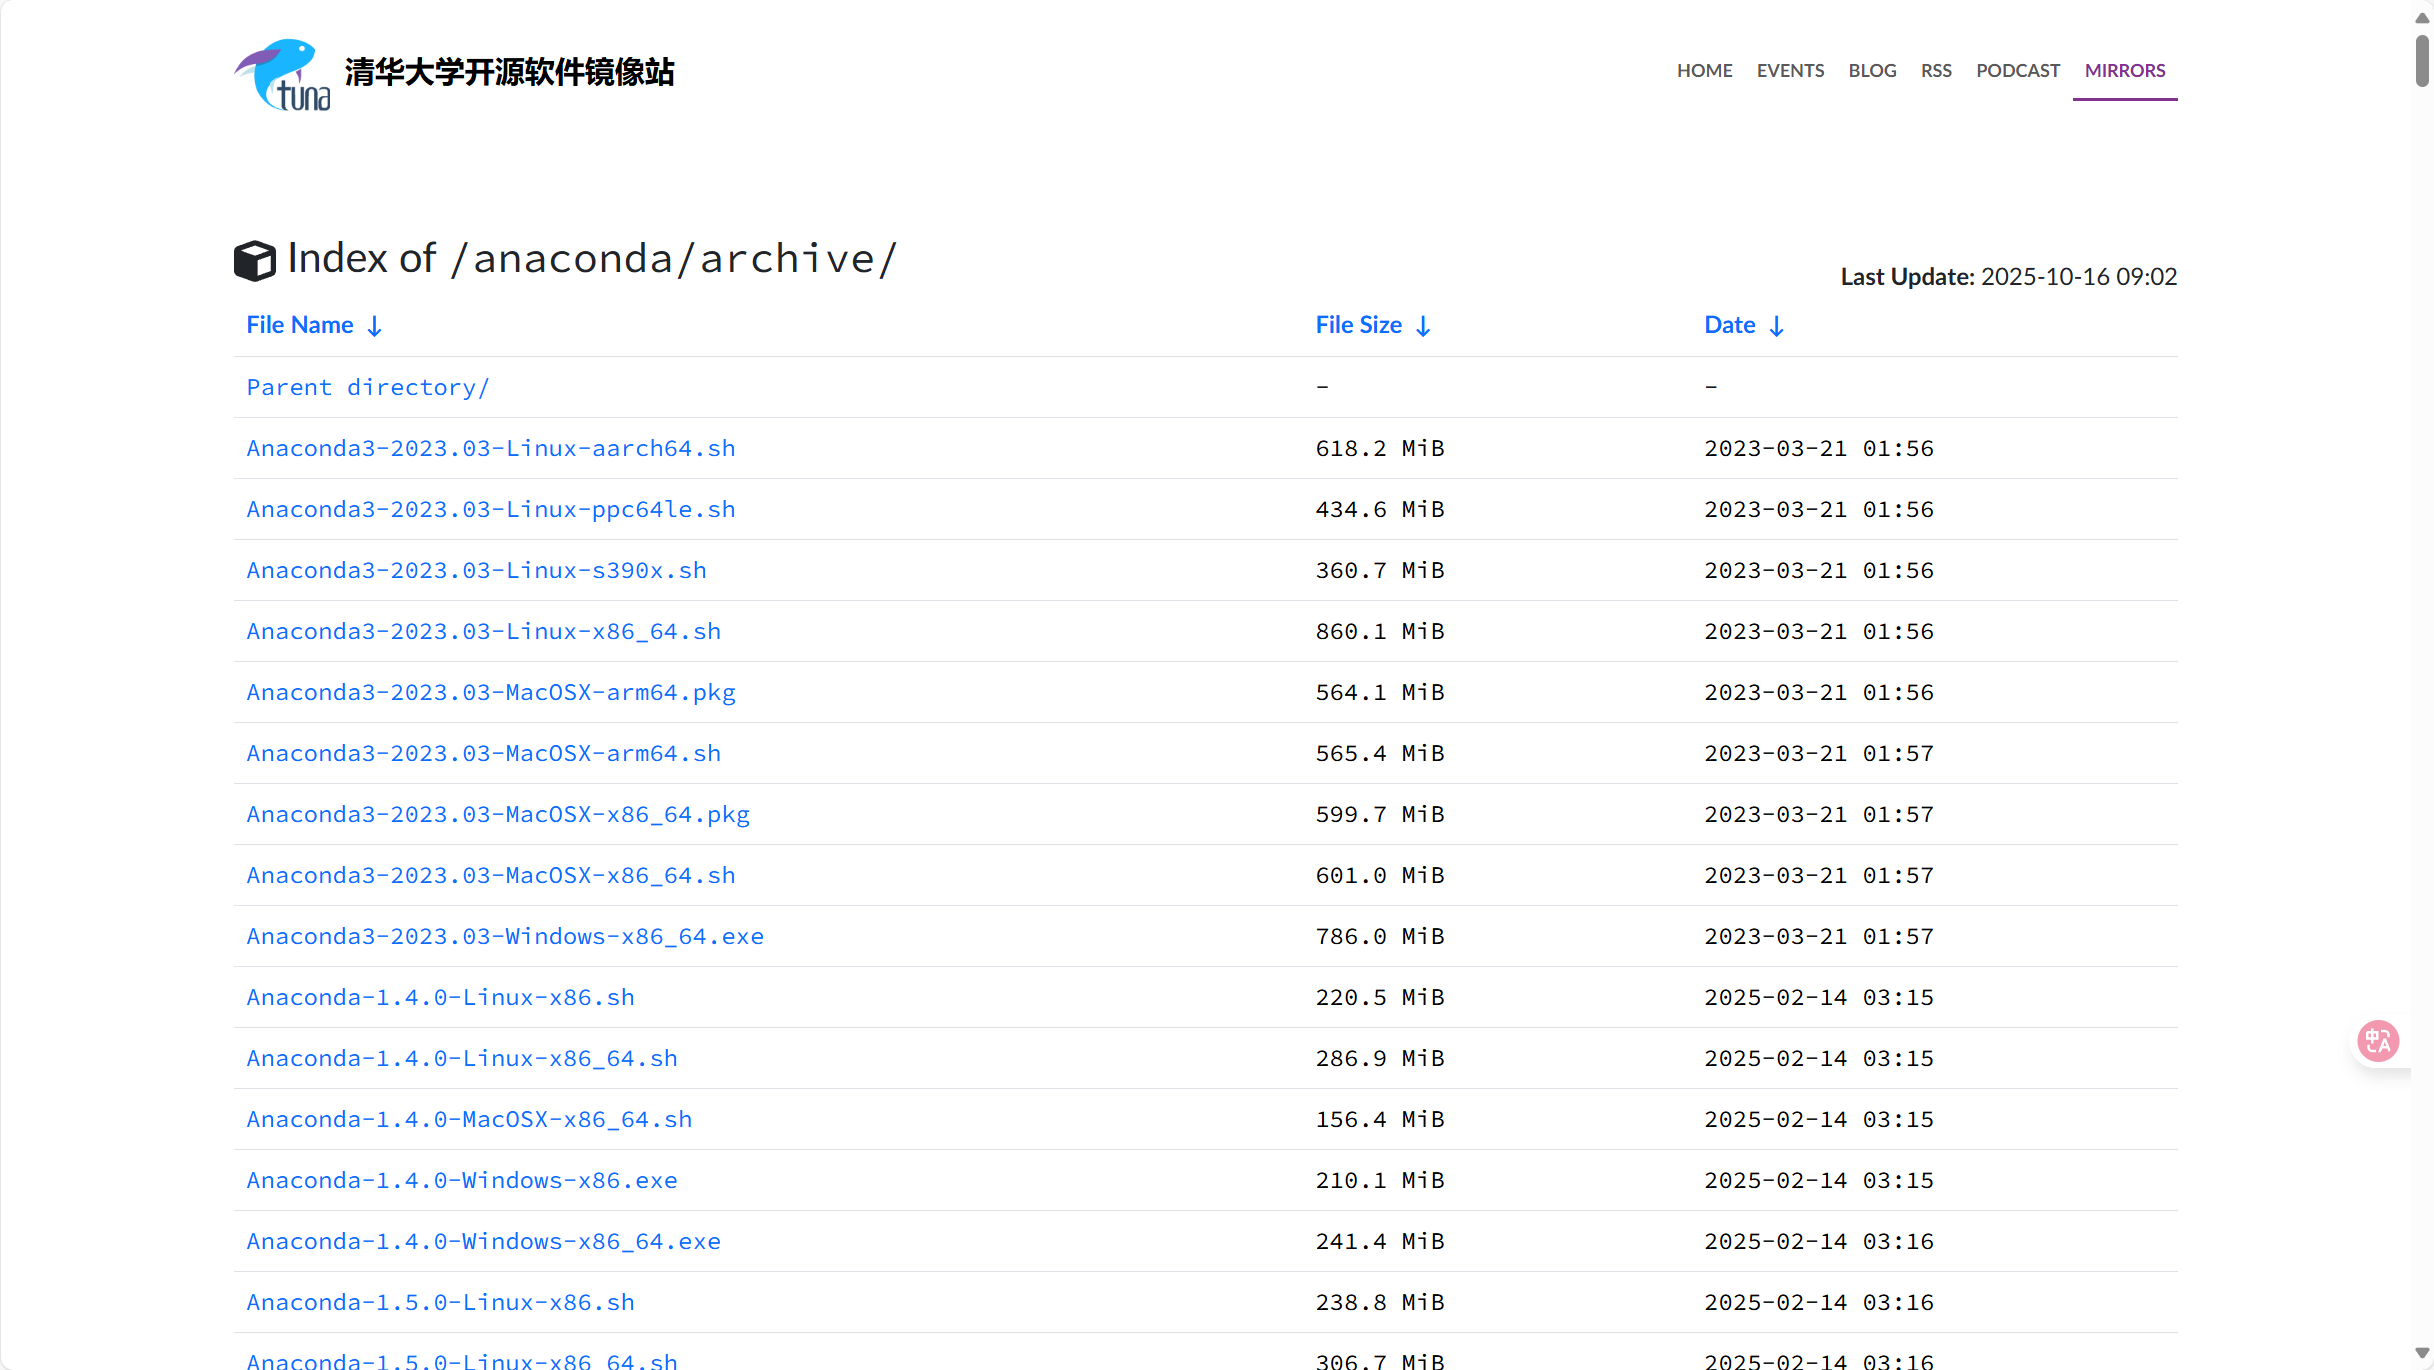 tuna 清华大学开源软件镜像站
HOME EVENTS BLOG RSS PODCAST MIRRORS
Index of /anaconda/archive/
Last Update: 2025-10-16 09:02
File Name ↓ File Size ↓ Date ↓
Parent directory/ - -
Anaconda3-2023.03-Linux-aarch64.sh 618.2 MiB 2023-03-21 01:56
Anaconda3-2023.03-Linux-ppc64le.sh 434.6 MiB 2023-03-21 01:56
Anaconda3-2023.03-Linux-s390x.sh 360.7 MiB 2023-03-21 01:56
Anaconda3-2023.03-Linux-x86_64.sh 860.1 MiB 2023-03-21 01:56
Anaconda3-2023.03-MacOSX-arm64.pkg 564.1 MiB 2023-03-21 01:56
Anaconda3-2023.03-MacOSX-arm64.sh 565.4 MiB 2023-03-21 01:57
Anaconda3-2023.03-MacOSX-x86_64.pkg 599.7 MiB 2023-03-21 01:57
Anaconda3-2023.03-MacOSX-x86_64.sh 601.0 MiB 2023-03-21 01:57
Anaconda3-2023.03-Windows-x86_64.exe 786.0 MiB 2023-03-21 01:57
Anaconda-1.4.0-Linux-x86.sh 220.5 MiB 2025-02-14 03:15
Anaconda-1.4.0-Linux-x86_64.sh 286.9 MiB 2025-02-14 03:15
Anaconda-1.4.0-MacOSX-x86_64.sh 156.4 MiB 2025-02-14 03:15
Anaconda-1.4.0-Windows-x86.exe 210.1 MiB 2025-02-14 03:15
Anaconda-1.4.0-Windows-x86_64.exe 241.4 MiB 2025-02-14 03:16
Anaconda-1.5.0-Linux-x86.sh 238.8 MiB 2025-02-14 03:16
Anaconda-1.5.0-Linux-x86_64.sh 306.7 MiB 2025-02-14 03:16
中A